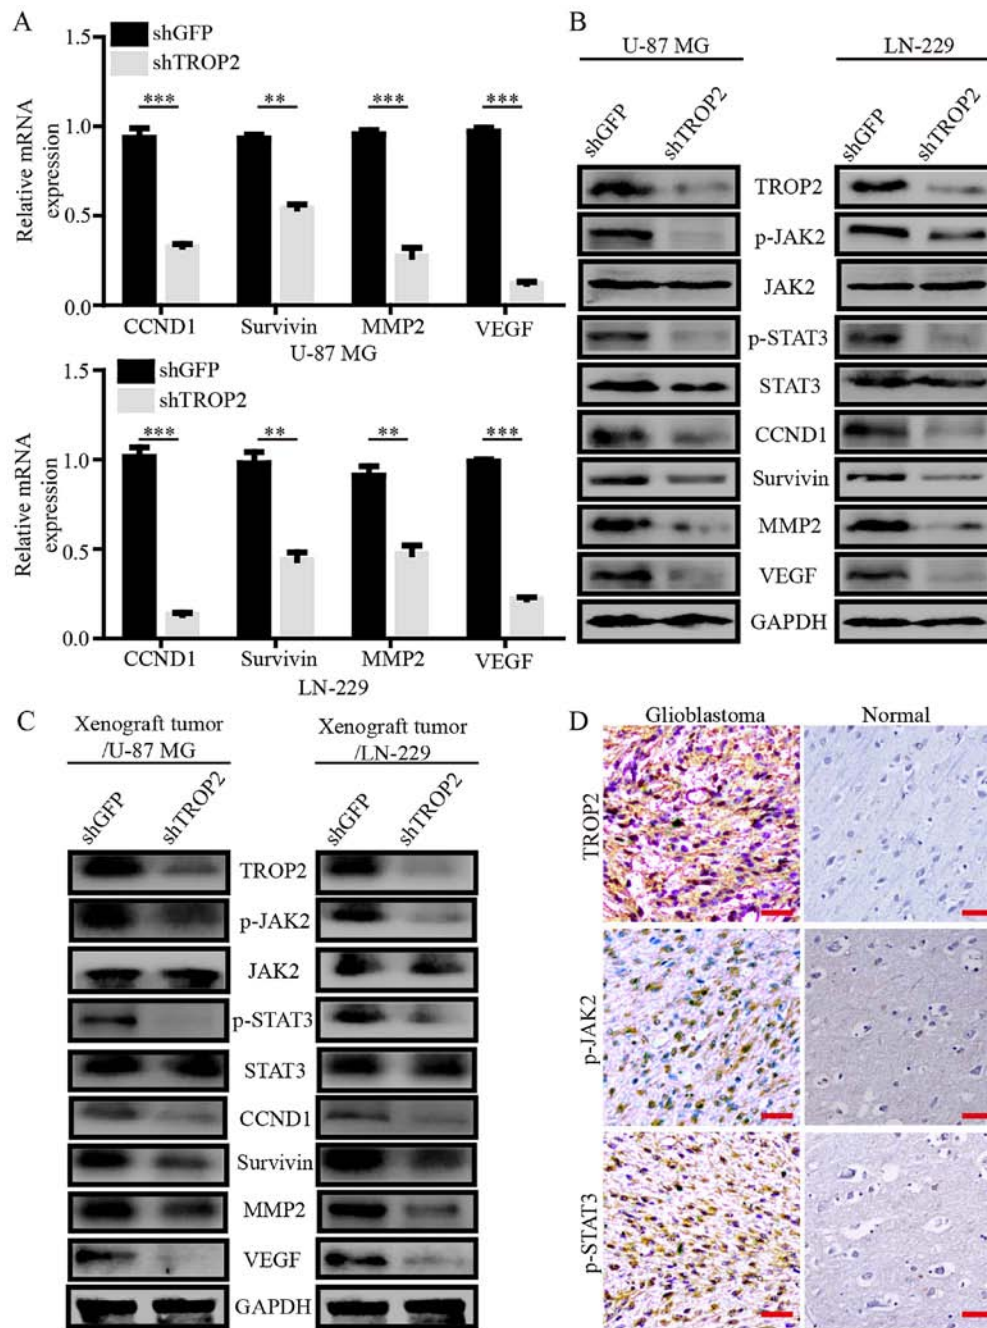 A
1.5
shGFP
shTROP2
*** ** *** ***
1.0
Relative mRNA
expression
0.5
0.0
CCND1 Survivin MMP2 VEGF
U-87 MG
1.5
shGFP
shTROP2
*** ** ** ***
1.0
Relative mRNA
expression
0.5
0.0
CCND1 Survivin MMP2 VEGF
LN-229
B
U-87 MG LN-229
shGFP shTROP2 shGFP shTROP2
TROP2
p-JAK2
JAK2
p-STAT3
STAT3
CCND1
Survivin
MMP2
VEGF
GAPDH
C
Xenograft tumor
/U-87 MG
Xenograft tumor
/LN-229
shGFP shTROP2 shGFP shTROP2
TROP2
p-JAK2
JAK2
p-STAT3
STAT3
CCND1
Survivin
MMP2
VEGF
GAPDH
D
Glioblastoma Normal
TROP2
p-JAK2
p-STAT3